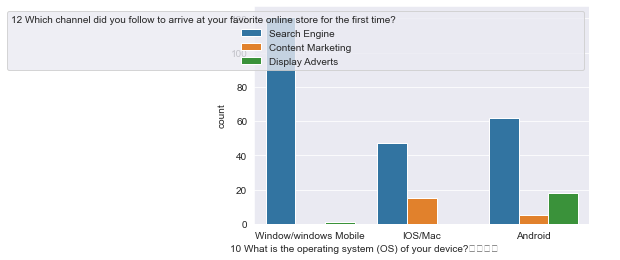 12 Which channel did you follow to arrive at your favorite online store for the first time?
Search Engine
Content Marketing
Display Adverts
100
80
60
40
20
0
count
Window/windows Mobile
IOS/Mac
Android
10 What is the operating system (OS) of your device?